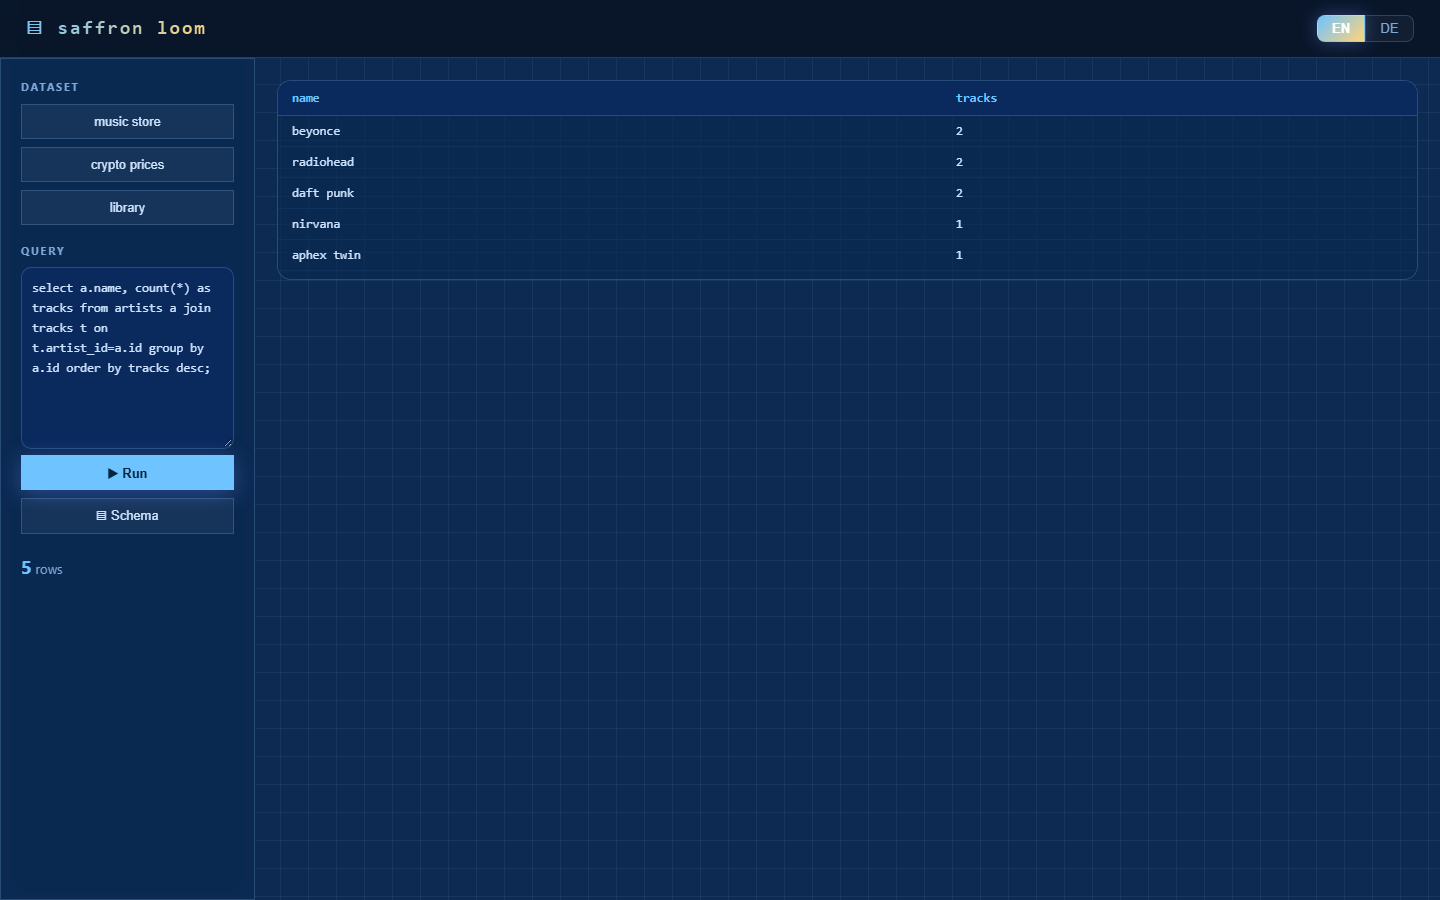 saffron loom
EN DE
DATASET
music store
crypto prices
library
QUERY
select a.name, count(*) as
tracks from artists a join
tracks t on
t.artist_id=a.id group by
a.id order by tracks desc;
▶ Run
Schema
5 rows
name tracks
beyonce 2
radiohead 2
daft punk 2
nirvana 1
aphex twin 1